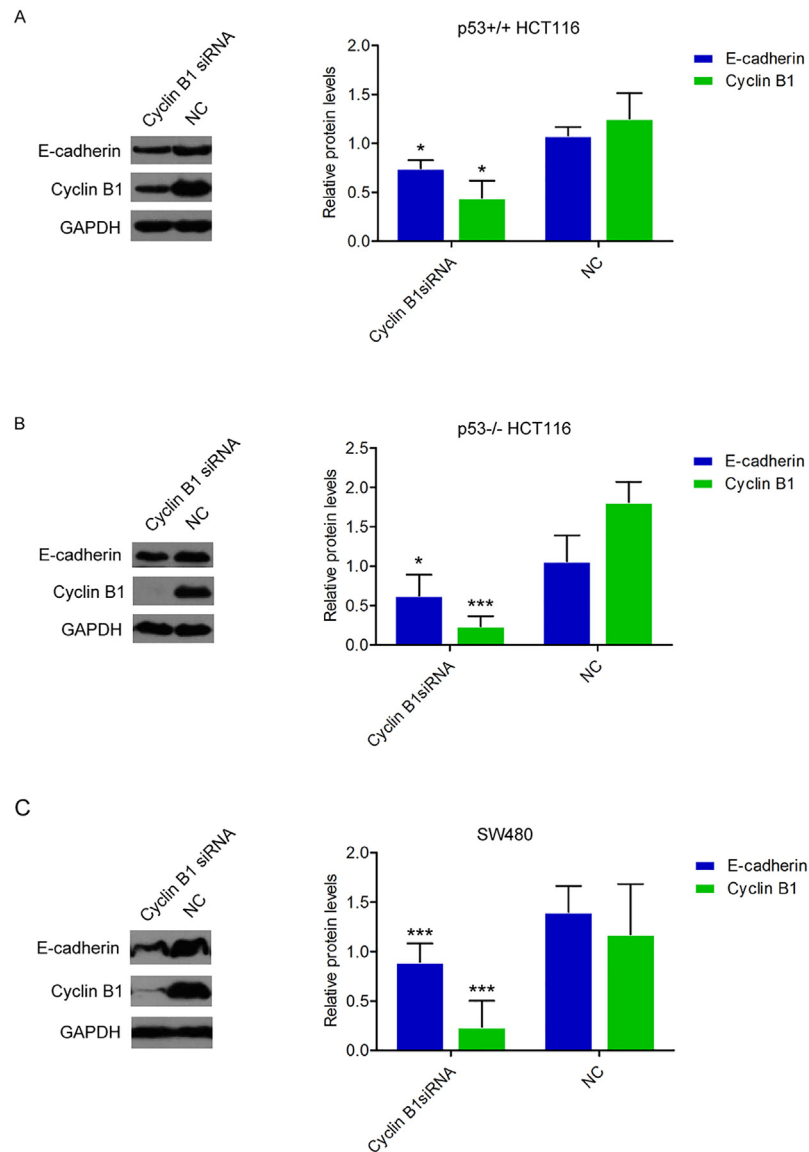 A
Cyclin B1 siRNA
NC
E-cadherin
Cyclin B1
GAPDH
p53+/+ HCT116
Relative protein levels
2.0
1.5
1.0
0.5
0.0
*
*
Cyclin B1siRNA
NC
E-cadherin
Cyclin B1
B
Cyclin B1 siRNA
NC
E-cadherin
Cyclin B1
GAPDH
p53-/- HCT116
Relative protein levels
2.5
2.0
1.5
1.0
0.5
0.0
*
***
Cyclin B1siRNA
NC
E-cadherin
Cyclin B1
C
Cyclin B1 siRNA
NC
E-cadherin
Cyclin B1
GAPDH
SW480
Relative protein levels
2.0
1.5
1.0
0.5
0.0
***
***
Cyclin B1siRNA
NC
E-cadherin
Cyclin B1